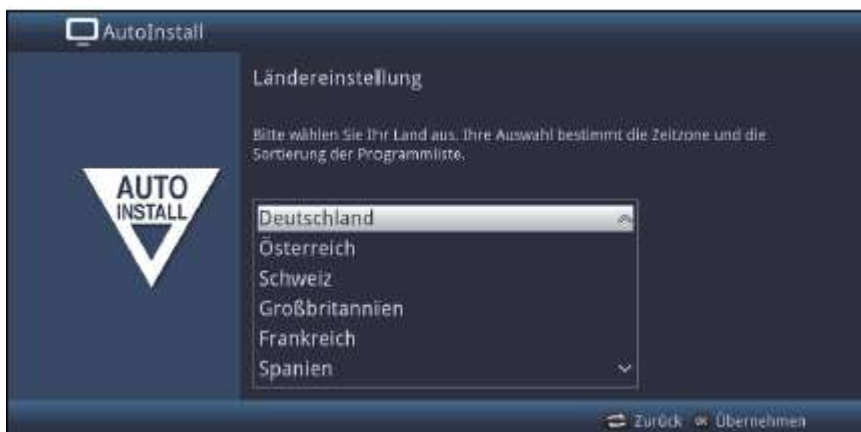 AutoInstall
Ländereinstellung
Bitte wählen Sie Ihr Land aus. Ihre Auswahl bestimmt die Zeitzone und die
Sortierung der Programmliste.
AUTO
INSTALL
Deutschland
Österreich
Schweiz
Großbritannien
Frankreich
Spanien
Zurück OK Übernehmen